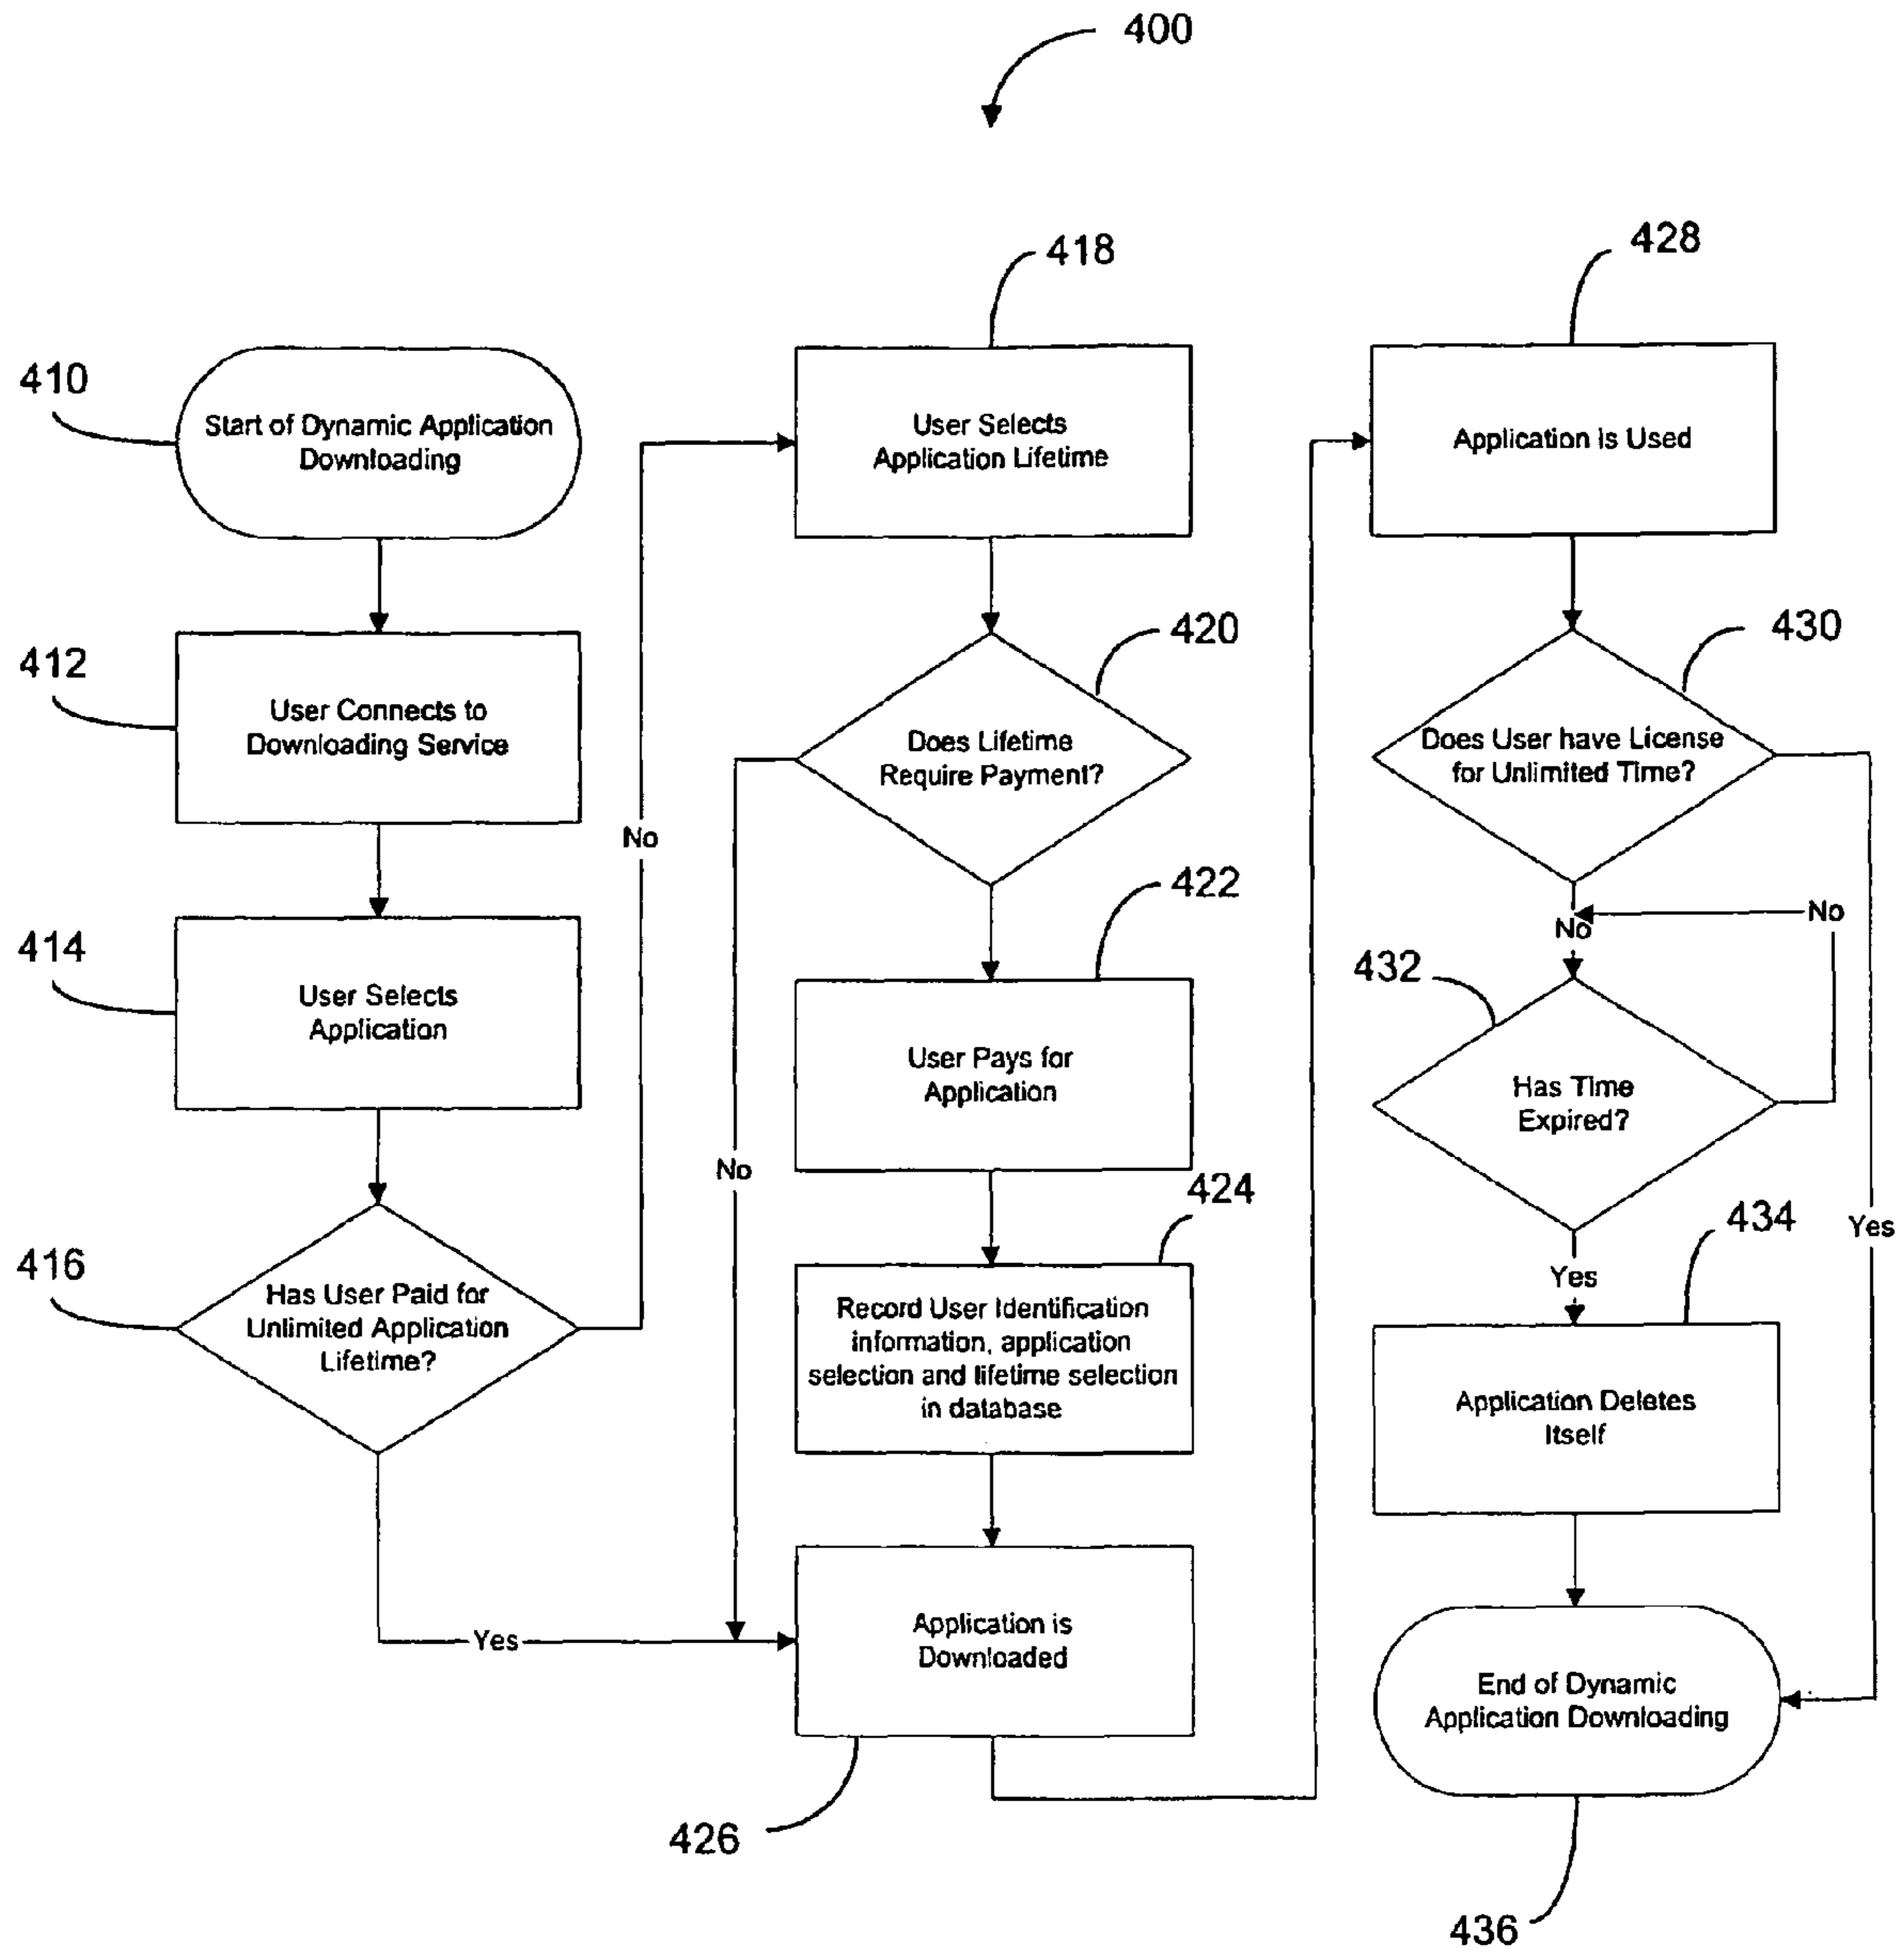 400
410
Start of Dynamic Application
Downloading
412
User Connects to
Downloading Service
414
User Selects
Application
416
Has User Paid for
Unlimited Application
Lifetime?
No
Yes
418
User Selects
Application Lifetime
420
Does Lifetime
Require Payment?
No
422
User Pays for
Application
424
Record User Identification
information, application
selection and lifetime selection
in database
Application is
Downloaded
426
428
Application is Used
430
Does User have License
for Unlimited Time?
No
No
432
Has Time
Expired?
Yes
Yes
434
Application Deletes
Itself
End of Dynamic
Application Downloading
436